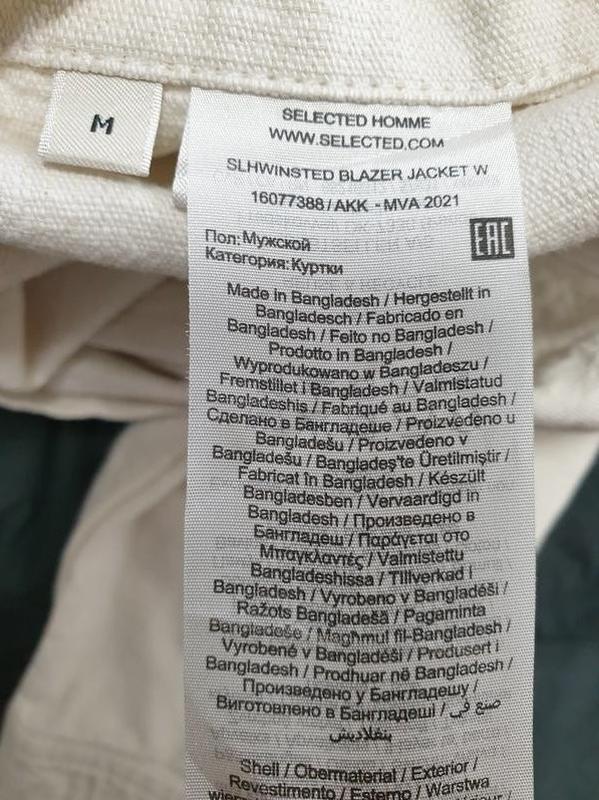 M
SELECTED HOMME
WWW.SELECTED.COM
SLHWINSTED BLAZER JACKET W
16077388/AKK - MVA 2021
EAC
Пол:Мужской
Категория:Куртки
Made in Bangladesh / Hergestellt in
Bangladesch / Fabricado en
Bangladesh / Feito no Bangladesh /
Prodotto in Bangladesh /
Wyprodukowano w Bangladeszu /
Fremstillet i Bangladesh / Valmistatud
Bangladeshis / Fabriqué au Bangladesh /
Сделано в Бангладеше / Proizvedeno u
Bangladešu / Proizvedeno v
Bangladešu / Bangladeş'te Üretilmiştir /
Fabricat în Bangladesh / Készült
Bangladesben / Vervaardigd in
Bangladesh / Произведено в
Бангладеш / Παράγεται στο
Μπαγκλαντές / Valmistettu
Bangladeshissa / Tillverkad i
Bangladesh / Vyrobeno v Bangladéši /
Ražots Bangladešā / Pagaminta
Bangladeše / Magħmul fil-Bangladesh /
Vyrobené v Bangladéši / Produsert i
Bangladesh / Prodhuar në Bangladesh /
Произведено у Бангладешу /
Виготовлено в Бангладеші / صنع في
بنغلاديش
Shell / Obermaterial / Exterior /
Revestimento / Esterno / Warstwa